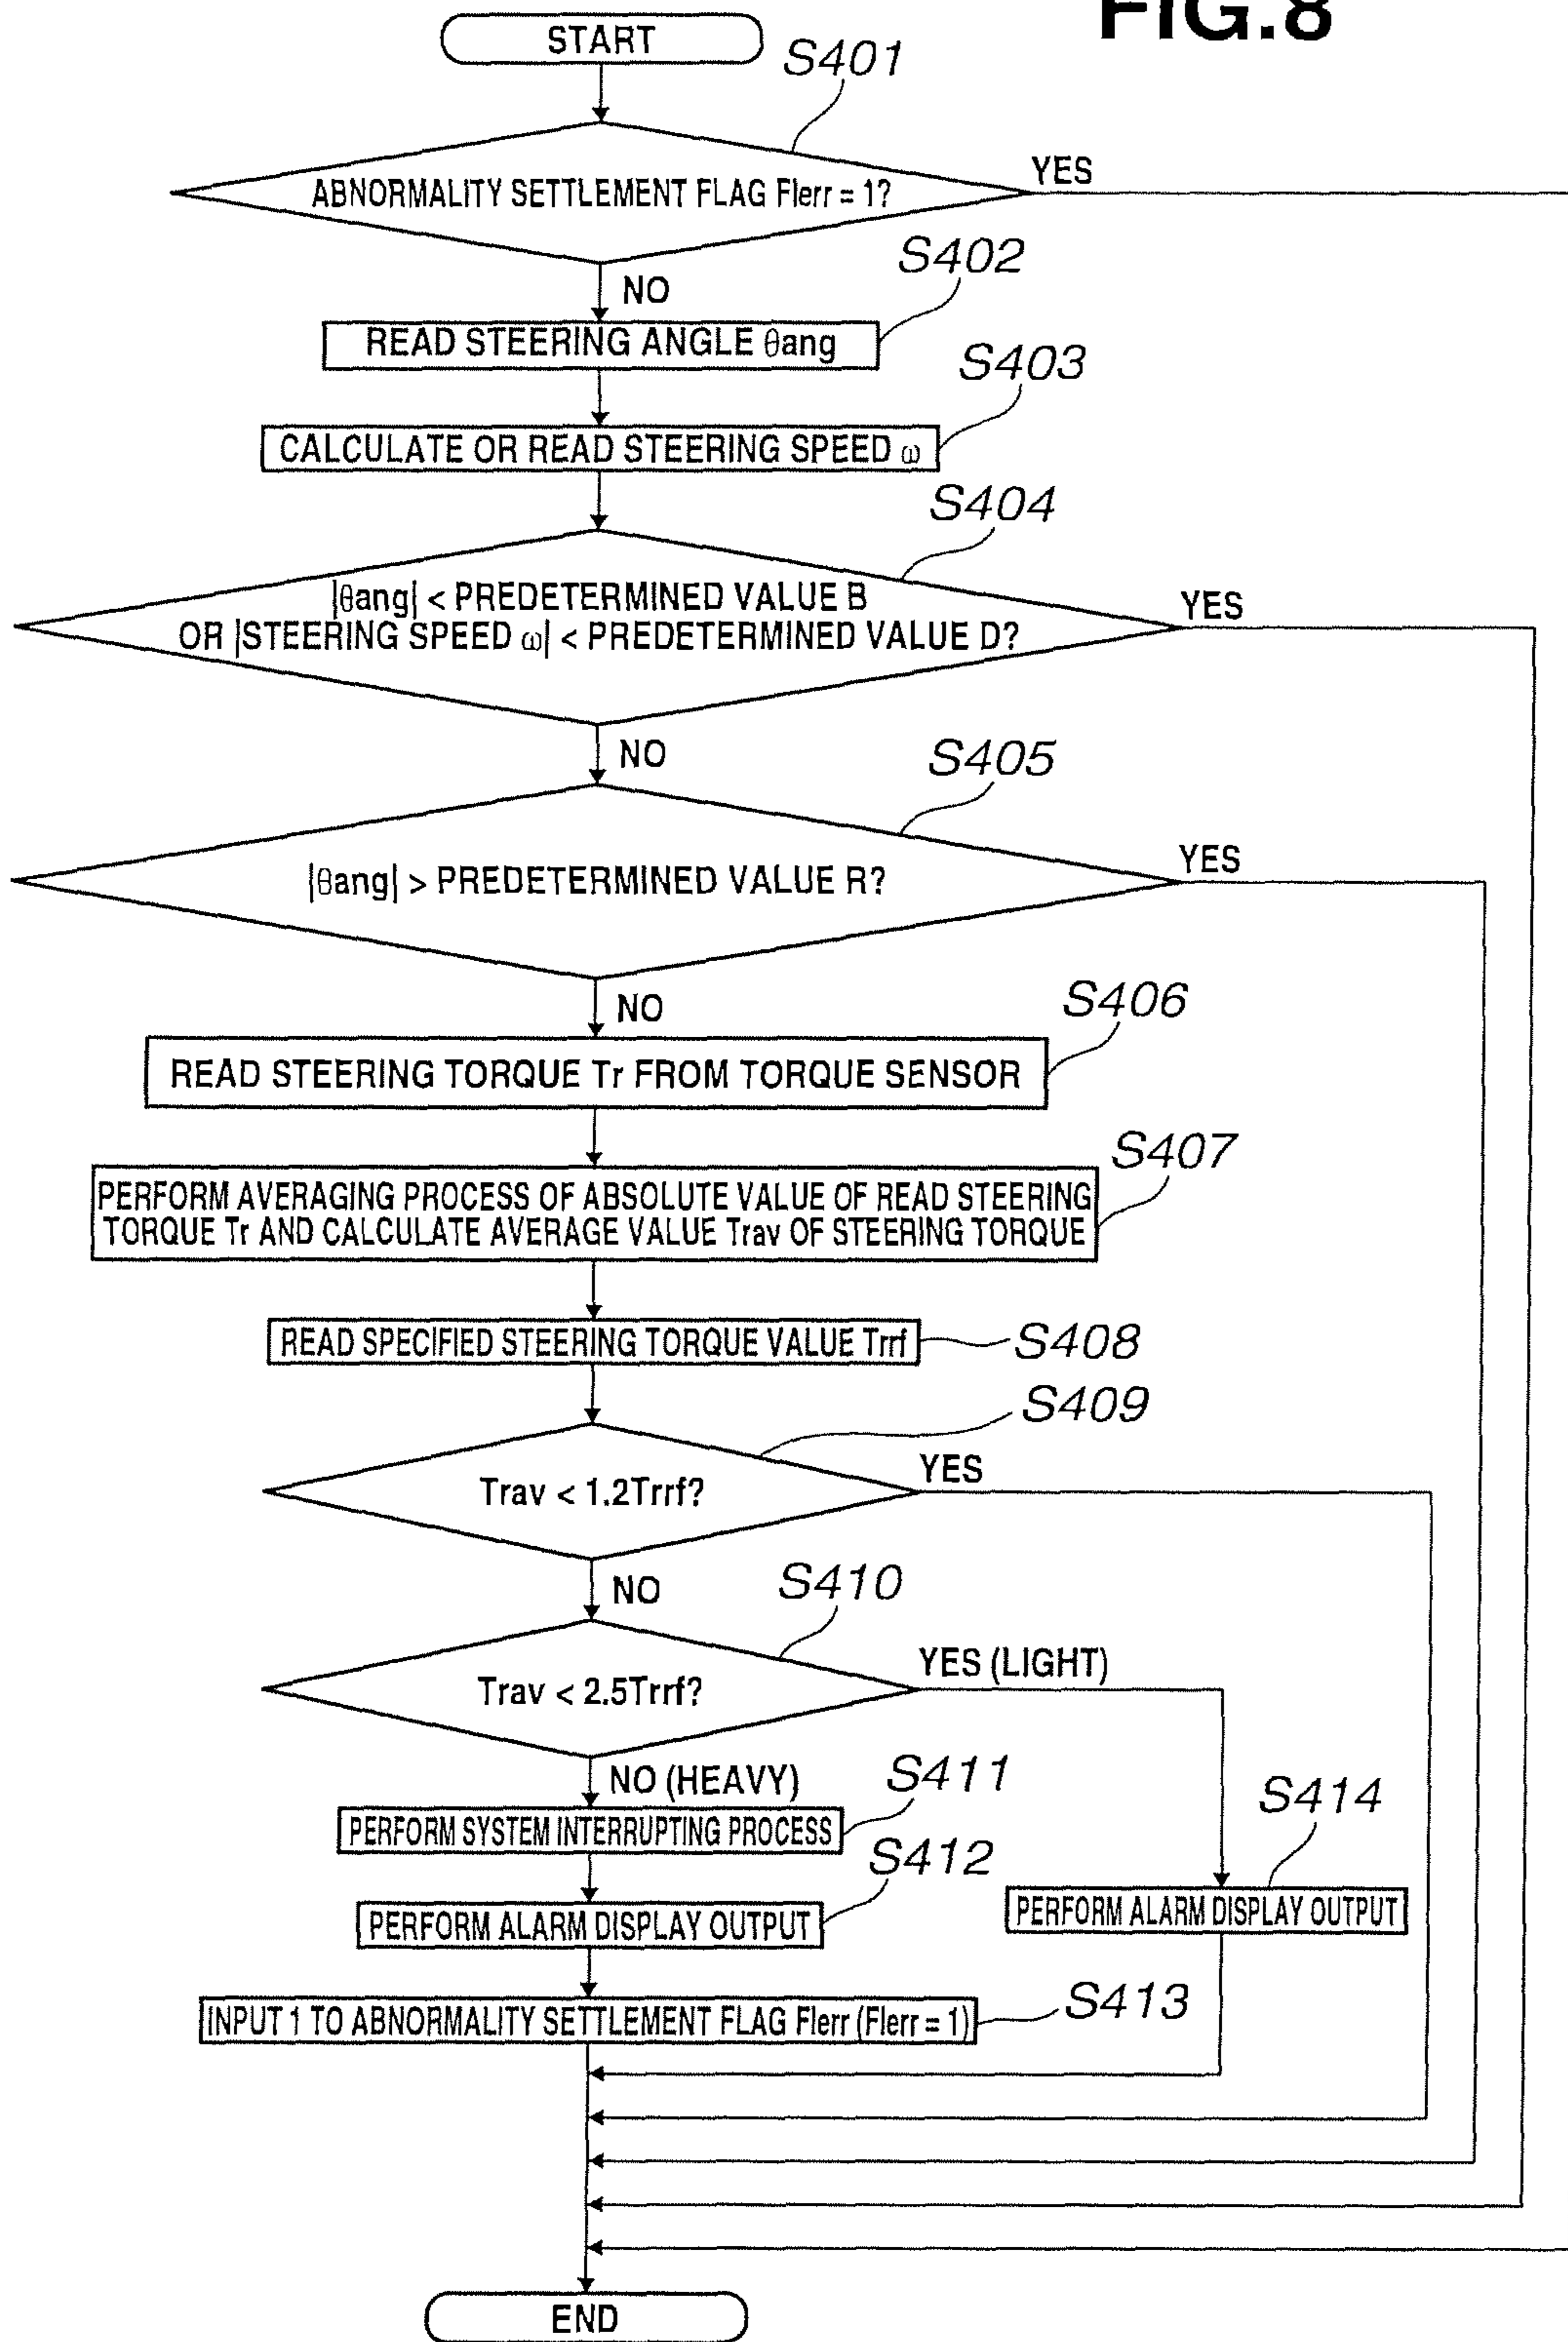 FIG.8
START
S401
ABNORMALITY SETTLEMENT FLAG Flerr = 1?
YES
NO
S402
READ STEERING ANGLE θang
S403
CALCULATE OR READ STEERING SPEED ω
S404
|θang| < PREDETERMINED VALUE B
OR |STEERING SPEED ω| < PREDETERMINED VALUE D?
YES
NO
S405
|θang| > PREDETERMINED VALUE R?
YES
NO
S406
READ STEERING TORQUE Tr FROM TORQUE SENSOR
S407
PERFORM AVERAGING PROCESS OF ABSOLUTE VALUE OF READ STEERING
TORQUE Tr AND CALCULATE AVERAGE VALUE Trav OF STEERING TORQUE
READ SPECIFIED STEERING TORQUE VALUE Trrf
S408
S409
Trav < 1.2Trrf?
YES
NO
S410
Trav < 2.5Trrf?
YES (LIGHT)
NO (HEAVY)
S411
PERFORM SYSTEM INTERRUPTING PROCESS
S412
PERFORM ALARM DISPLAY OUTPUT
S414
PERFORM ALARM DISPLAY OUTPUT
INPUT 1 TO ABNORMALITY SETTLEMENT FLAG Flerr (Flerr = 1)
S413
END